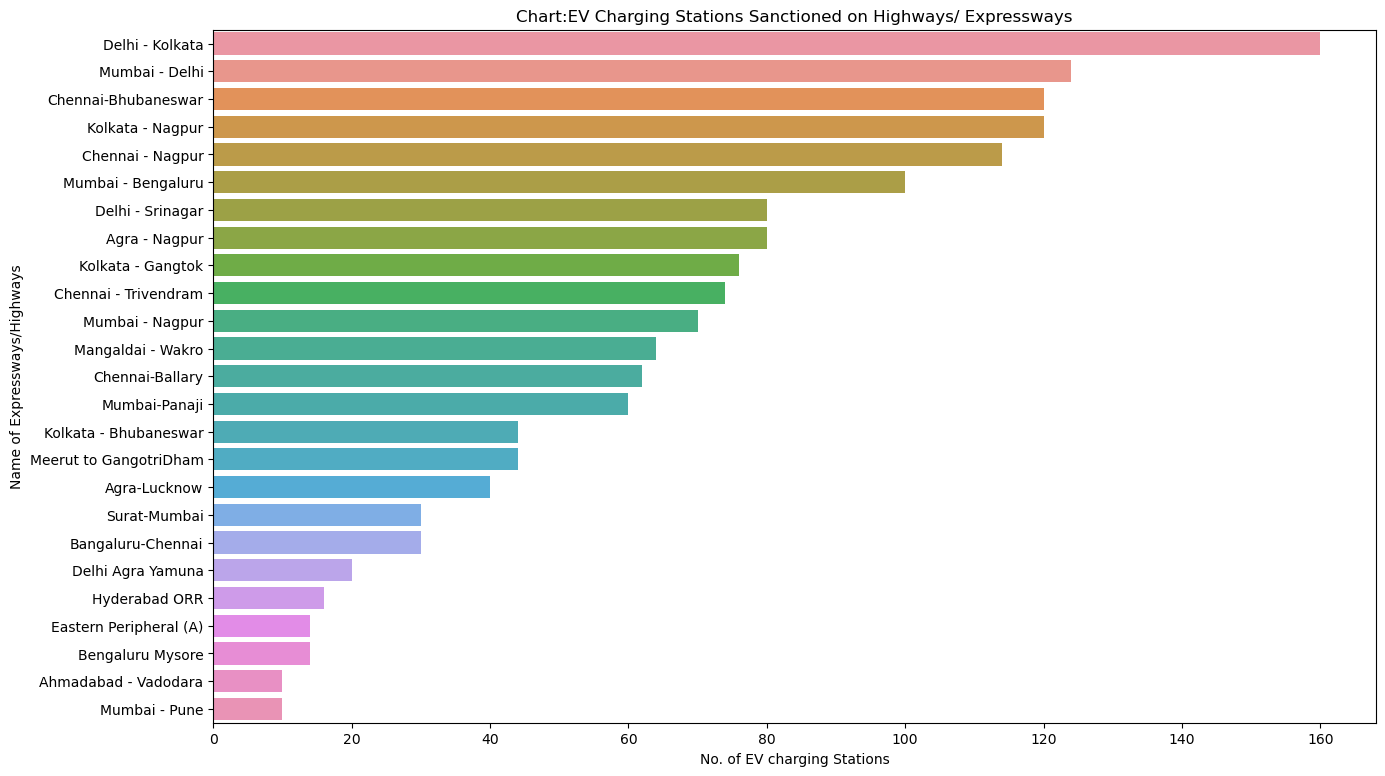 Chart:EV Charging Stations Sanctioned on Highways/ Expressways
Name of Expressways/Highways
Delhi - Kolkata
Mumbai - Delhi
Chennai-Bhubaneswar
Kolkata - Nagpur
Chennai - Nagpur
Mumbai - Bengaluru
Delhi - Srinagar
Agra - Nagpur
Kolkata - Gangtok
Chennai - Trivendram
Mumbai - Nagpur
Mangaldai - Wakro
Chennai-Ballary
Mumbai-Panaji
Kolkata - Bhubaneswar
Meerut to GangotriDham
Agra-Lucknow
Surat-Mumbai
Bangaluru-Chennai
Delhi Agra Yamuna
Hyderabad ORR
Eastern Peripheral (A)
Bengaluru Mysore
Ahmadabad - Vadodara
Mumbai - Pune
0 20 40 60 80 100 120 140 160
No. of EV charging Stations